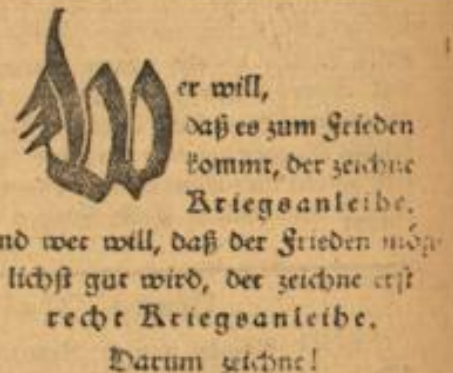 Wer will,
daß es zum Frieden
kommt, der zeichne
Kriegsanleihe.
nd wer will, daß der Frieden mög-
lichst gut wird, der zeichne erst
recht Kriegsanleihe.
Darum zeichne!